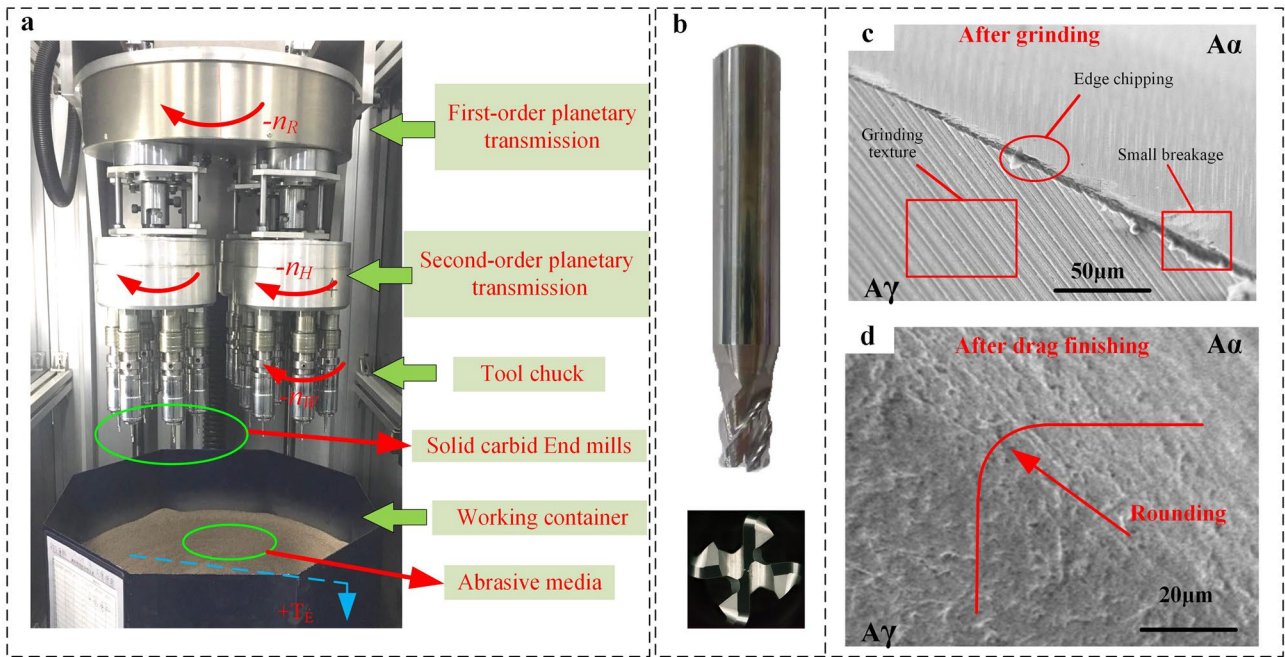 a
-nR
First-order planetary
transmission
-nH
Second-order planetary
transmission
-nW
Tool chuck
Solid carbid End mills
Working container
Abrasive media
+TE
b
c
After grinding
Aα
Edge chipping
Grinding
texture
Small breakage
50μm
Aγ
d
After drag finishing
Aα
Rounding
20μm
Aγ